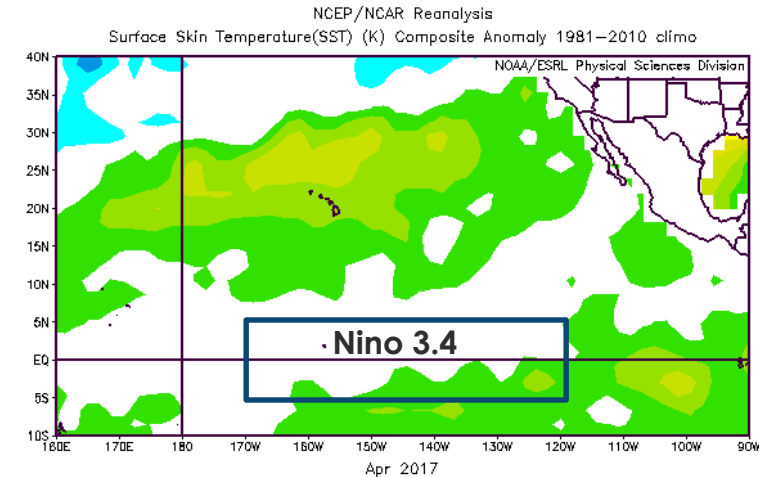 NCEP/NCAR Reanalysis
Surface Skin Temperature(SST) (K) Composite Anomaly 1981-2010 climo
NOAA/ESRL Physical Sciences Division
40N
35N
30N
25N
20N
15N
10N
5N
EQ
5S
10S
Nino 3.4
160E 170E 180 170W 160W 150W 140W 130W 120W 110W 100W 90W
Apr 2017